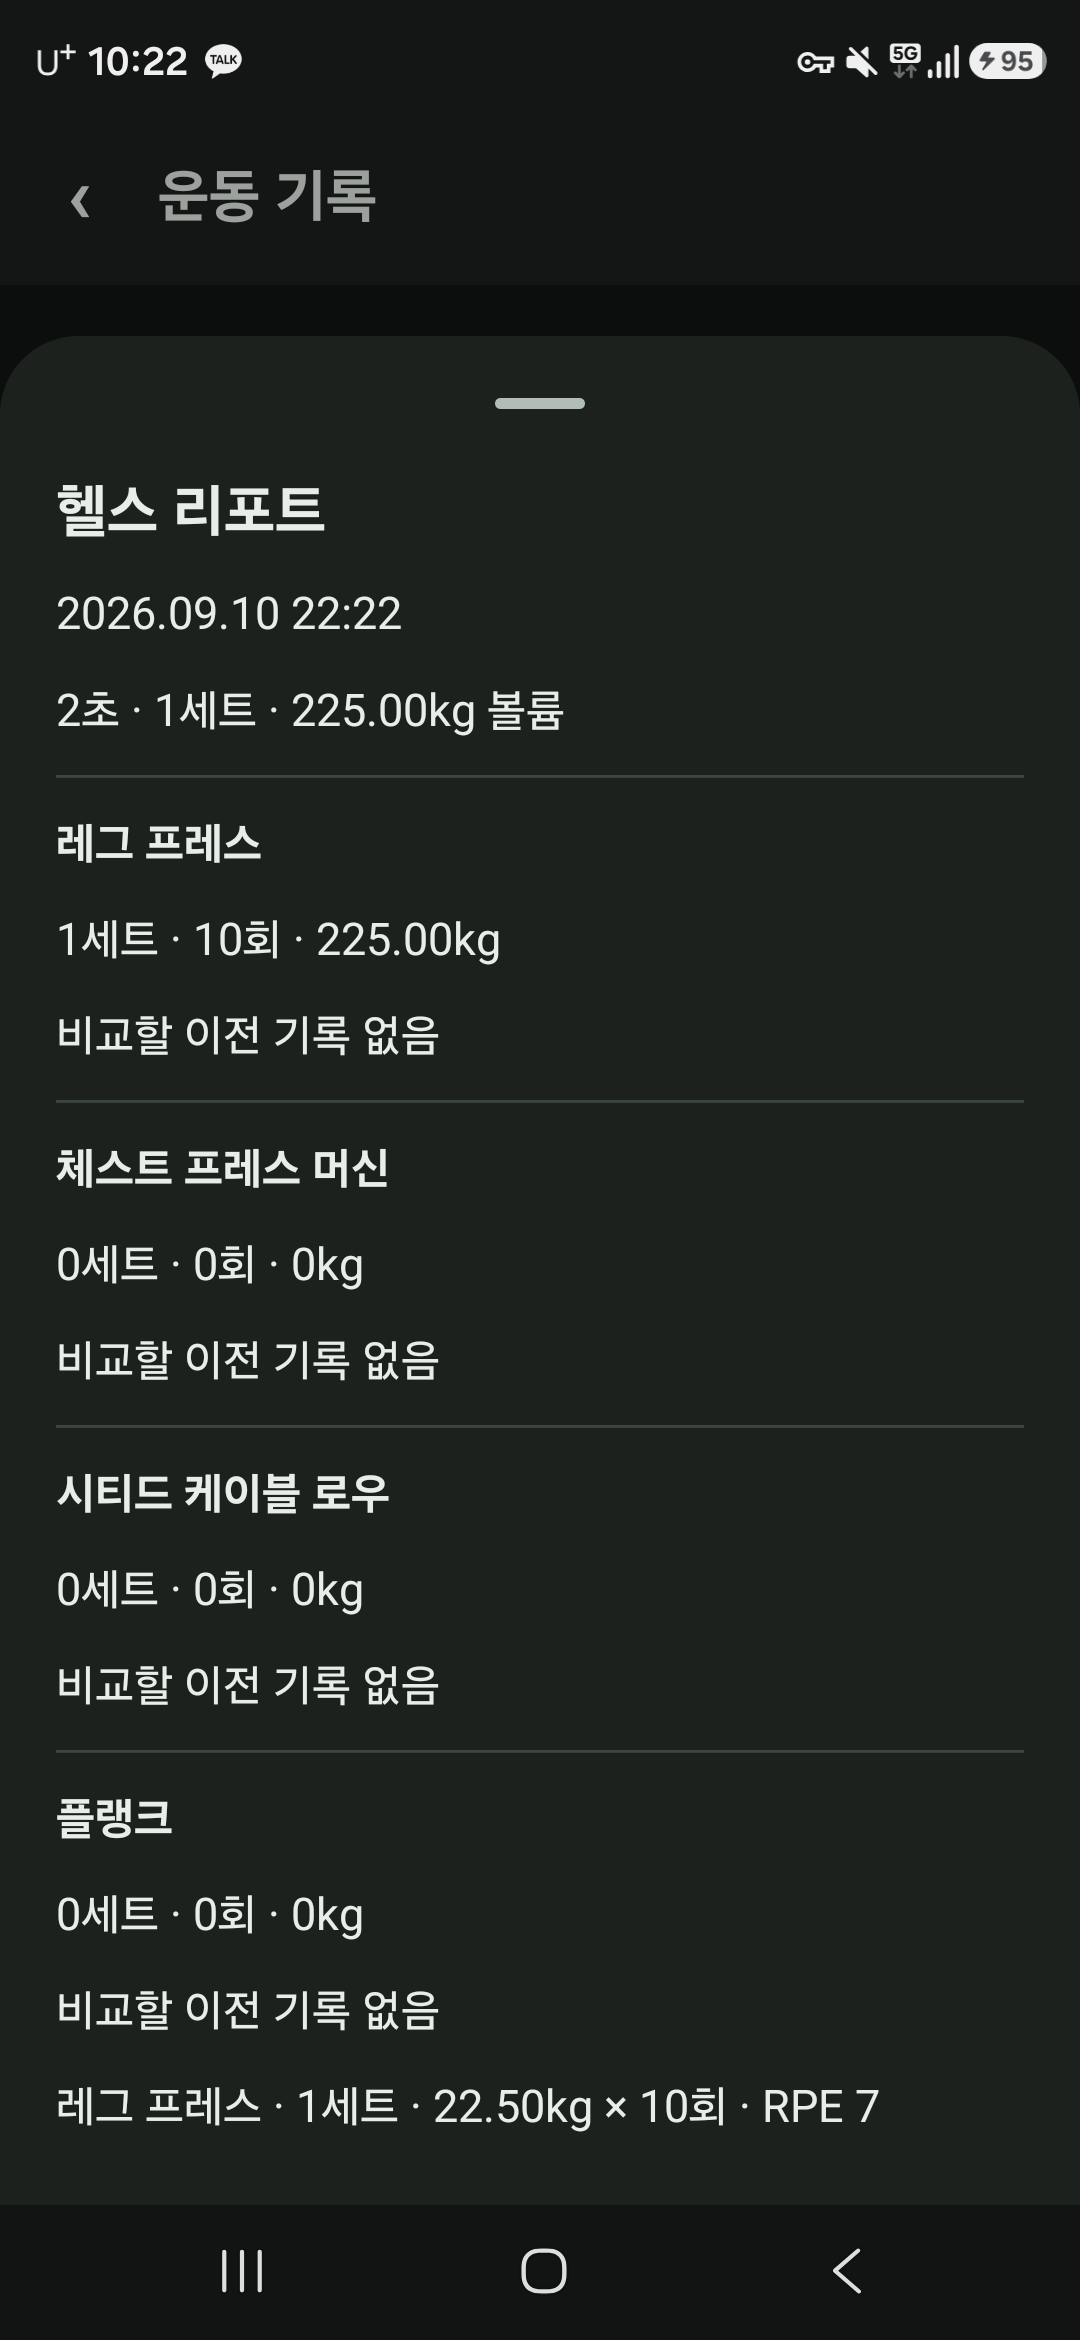 U+ 10:22 TALK 5G 95
운동 기록
헬스 리포트
2026.09.10 22:22
2초 · 1세트 · 225.00kg 볼륨
레그 프레스
1세트 · 10회 · 225.00kg
비교할 이전 기록 없음
체스트 프레스 머신
0세트 · 0회 · 0kg
비교할 이전 기록 없음
시티드 케이블 로우
0세트 · 0회 · 0kg
비교할 이전 기록 없음
플랭크
0세트 · 0회 · 0kg
비교할 이전 기록 없음
레그 프레스 · 1세트 · 22.50kg × 10회 · RPE 7